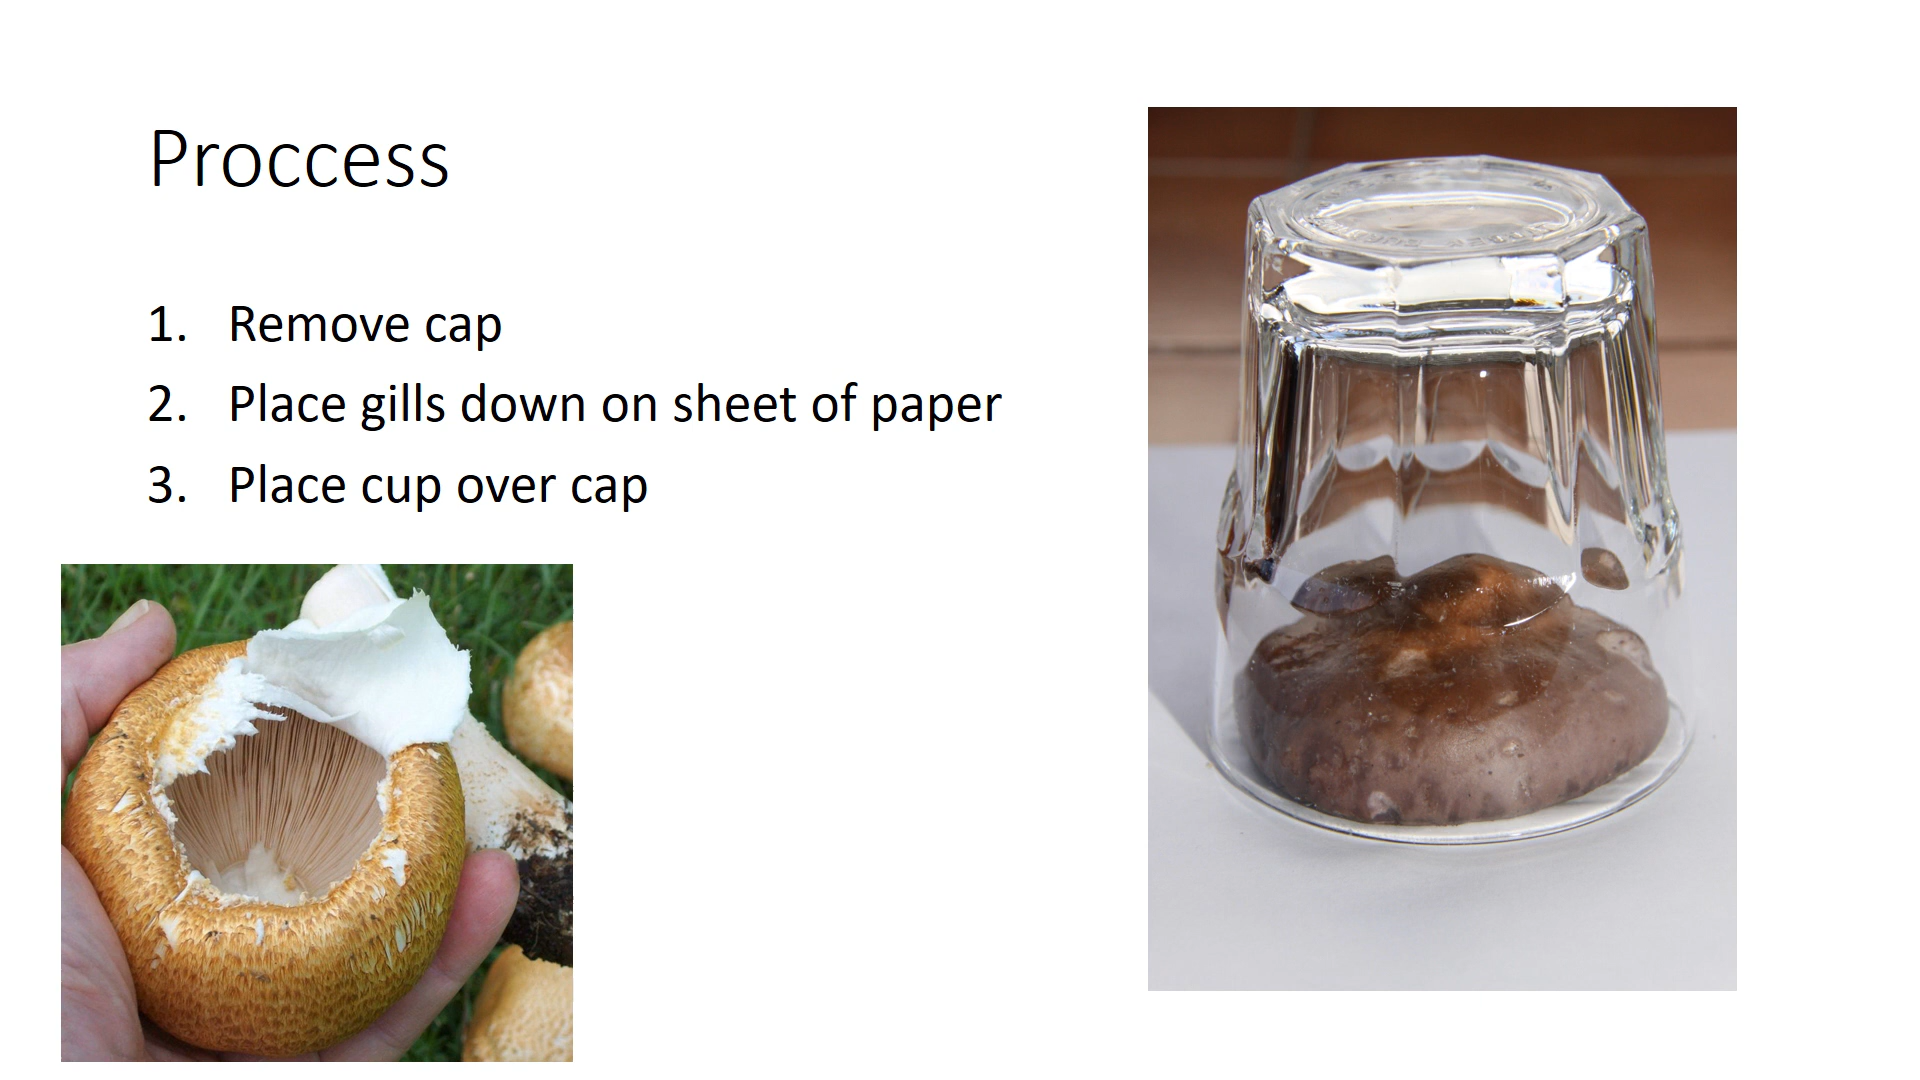 Proccess
1. Remove cap
2. Place gills down on sheet of paper
3. Place cup over cap